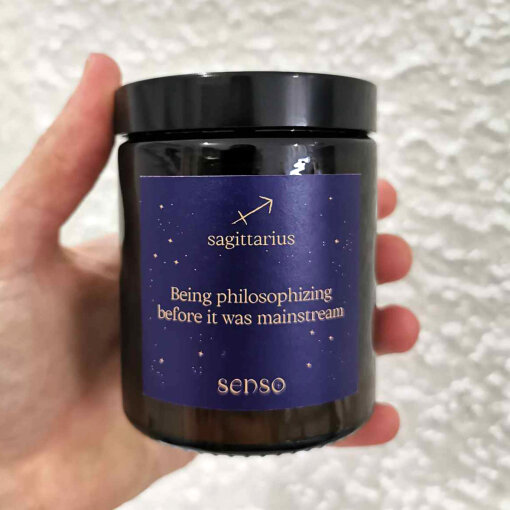 sagittarius
Being philosophizing
before it was mainstream
senso